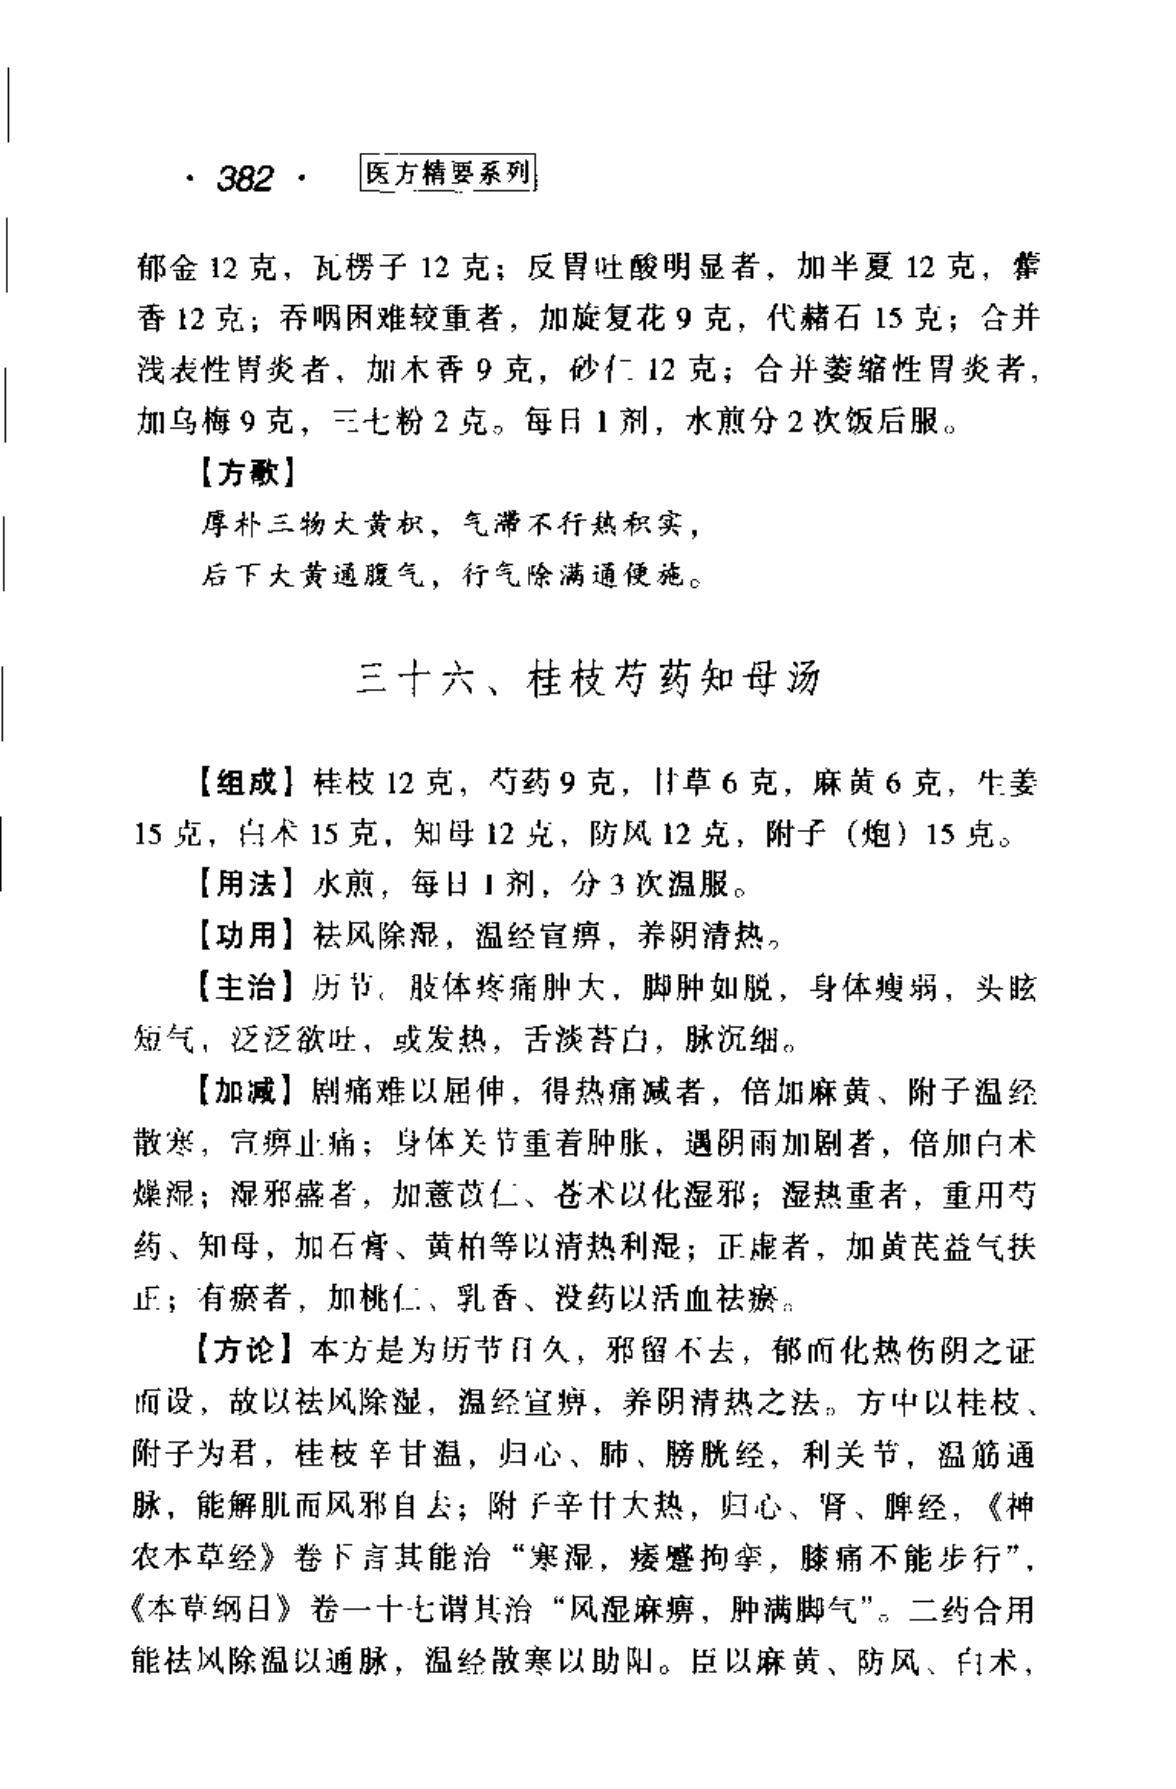 · 382 ·
医方精要系列
郁金 12 克，瓦楞子 12 克；反胃吐酸明显者，加半夏 12 克，藿
香 12 克；吞咽困难较重者，加旋复花 9 克，代赭石 15 克；合并
浅表性胃炎者，加木香 9 克，砂仁 12 克；合并萎缩性胃炎者，
加乌梅 9 克，三七粉 2 克。每日 1 剂，水煎分 2 次饭后服。
【方歌】
厚朴三物大黄枳，气滞不行热积实，
后下大黄通腹气，行气除满通便施。
三十六、桂枝芍药知母汤
【组成】桂枝 12 克，芍药 9 克，甘草 6 克，麻黄 6 克，生姜
15 克，白术 15 克，知母 12 克，防风 12 克，附子（炮）15 克。
【用法】水煎，每日 1 剂，分 3 次温服。
【功用】祛风除湿，温经宣痹，养阴清热。
【主治】历节。肢体疼痛肿大，脚肿如脱，身体瘦弱，头眩
短气，泛泛欲吐，或发热，舌淡苔白，脉沉细。
【加减】剧痛难以屈伸，得热痛减者，倍加麻黄、附子温经
散寒，宣痹止痛；身体关节重着肿胀，遇阴雨加剧者，倍加白术
燥湿；湿邪盛者，加薏苡仁、苍术以化湿邪；湿热重者，重用芍
药、知母，加石膏、黄柏等以清热利湿；正虚者，加黄芪益气扶
正；有瘀者，加桃仁、乳香、没药以活血祛瘀。
【方论】本方是为历节日久，邪留不去，郁而化热伤阴之证
而设，故以祛风除湿，温经宣痹，养阴清热之法。方中以桂枝、
附子为君，桂枝辛甘温，归心、肺、膀胱经，利关节，温筋通
脉，能解肌而风邪自去；附子辛甘大热，归心、肾、脾经，《神
农本草经》卷下言其能治“寒湿，痿躄拘挛，膝痛不能步行”，
《本草纲目》卷一十七谓其治“风湿麻痹，肿满脚气”。二药合用
能祛风除温以通脉，温经散寒以助阳。臣以麻黄、防风、白术，